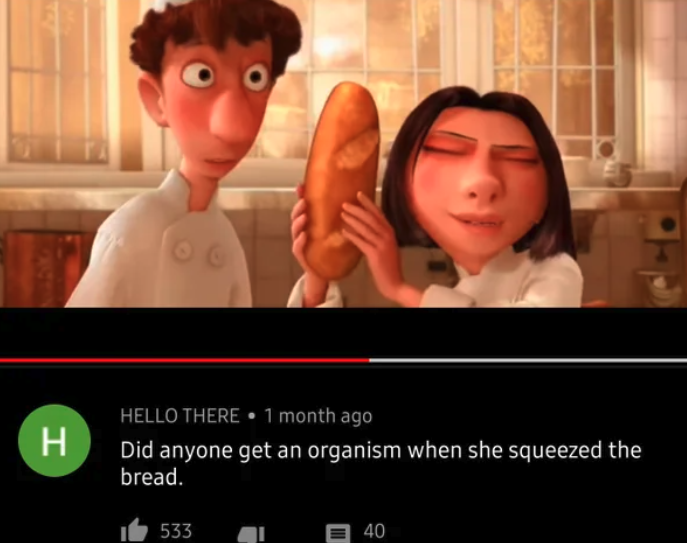 H
HELLO THERE • 1 month ago
Did anyone get an organism when she squeezed the
bread.
533
40